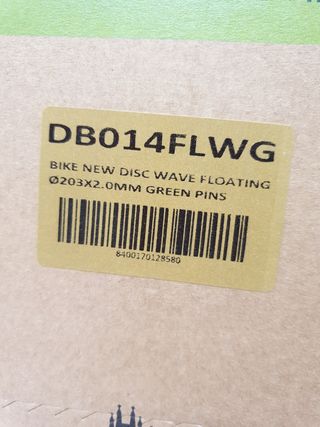 DB014FLWG
BIKE NEW DISC WAVE FLOATING
Ø203X2.0MM GREEN PINS
8400170128580